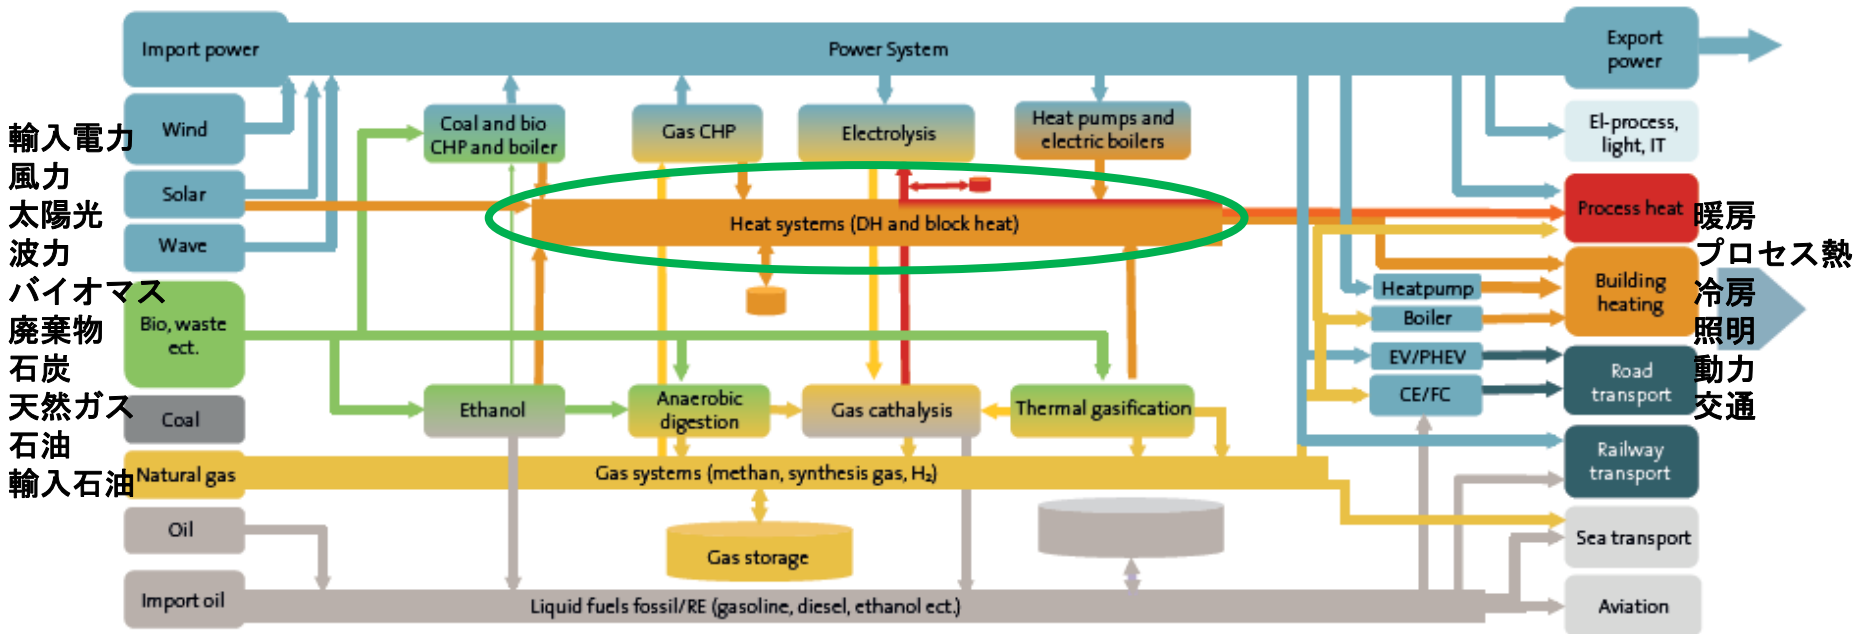 Import power
Power System
Export
power
Wind
Coal and bio
CHP and boiler
Gas CHP
Electrolysis
Heat pumps and
electric boilers
El-process,
light, IT
Solar
Heat systems (DH and block heat)
Process heat
Wave
Bio, waste
ect.
Heatpump
Building
heating
Boiler
EV/PHEV
Road
transport
CE/FC
Coal
Ethanol
Anaerobic
digestion
Gas cathalysis
Thermal gasification
Natural gas
Gas systems (methan, synthesis gas, H₂)
Railway
transport
Oil
Gas storage
Sea transport
Import oil
Liquid fuels fossil/RE (gasoline, diesel, ethanol ect.)
Aviation
輸入電力
風力
太陽光
波力
バイオマス
廃棄物
石炭
天然ガス
石油
輸入石油
暖房
プロセス熱
冷房
照明
動力
交通